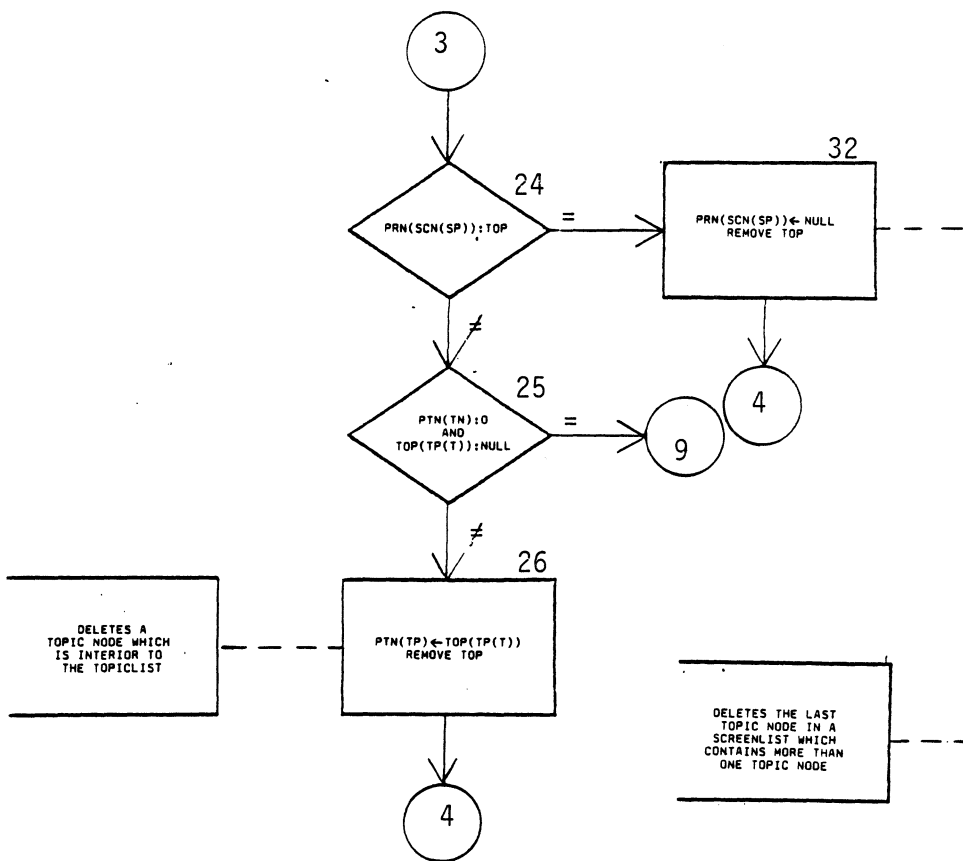 3
24
PRN(SCN(SP)):TOP
=
32
PRN(SCN(SP))← NULL
REMOVE TOP
≠
4
25
PTN(TN):0
AND
TOP(TP(T)):NULL
=
9
≠
26
PTN(TP)←TOP(TP(T))
REMOVE TOP
DELETES A
TOPIC NODE WHICH
IS INTERIOR TO
THE TOPICLIST
DELETES THE LAST
TOPIC NODE IN A
SCREENLIST WHICH
CONTAINS MORE THAN
ONE TOPIC NODE
4